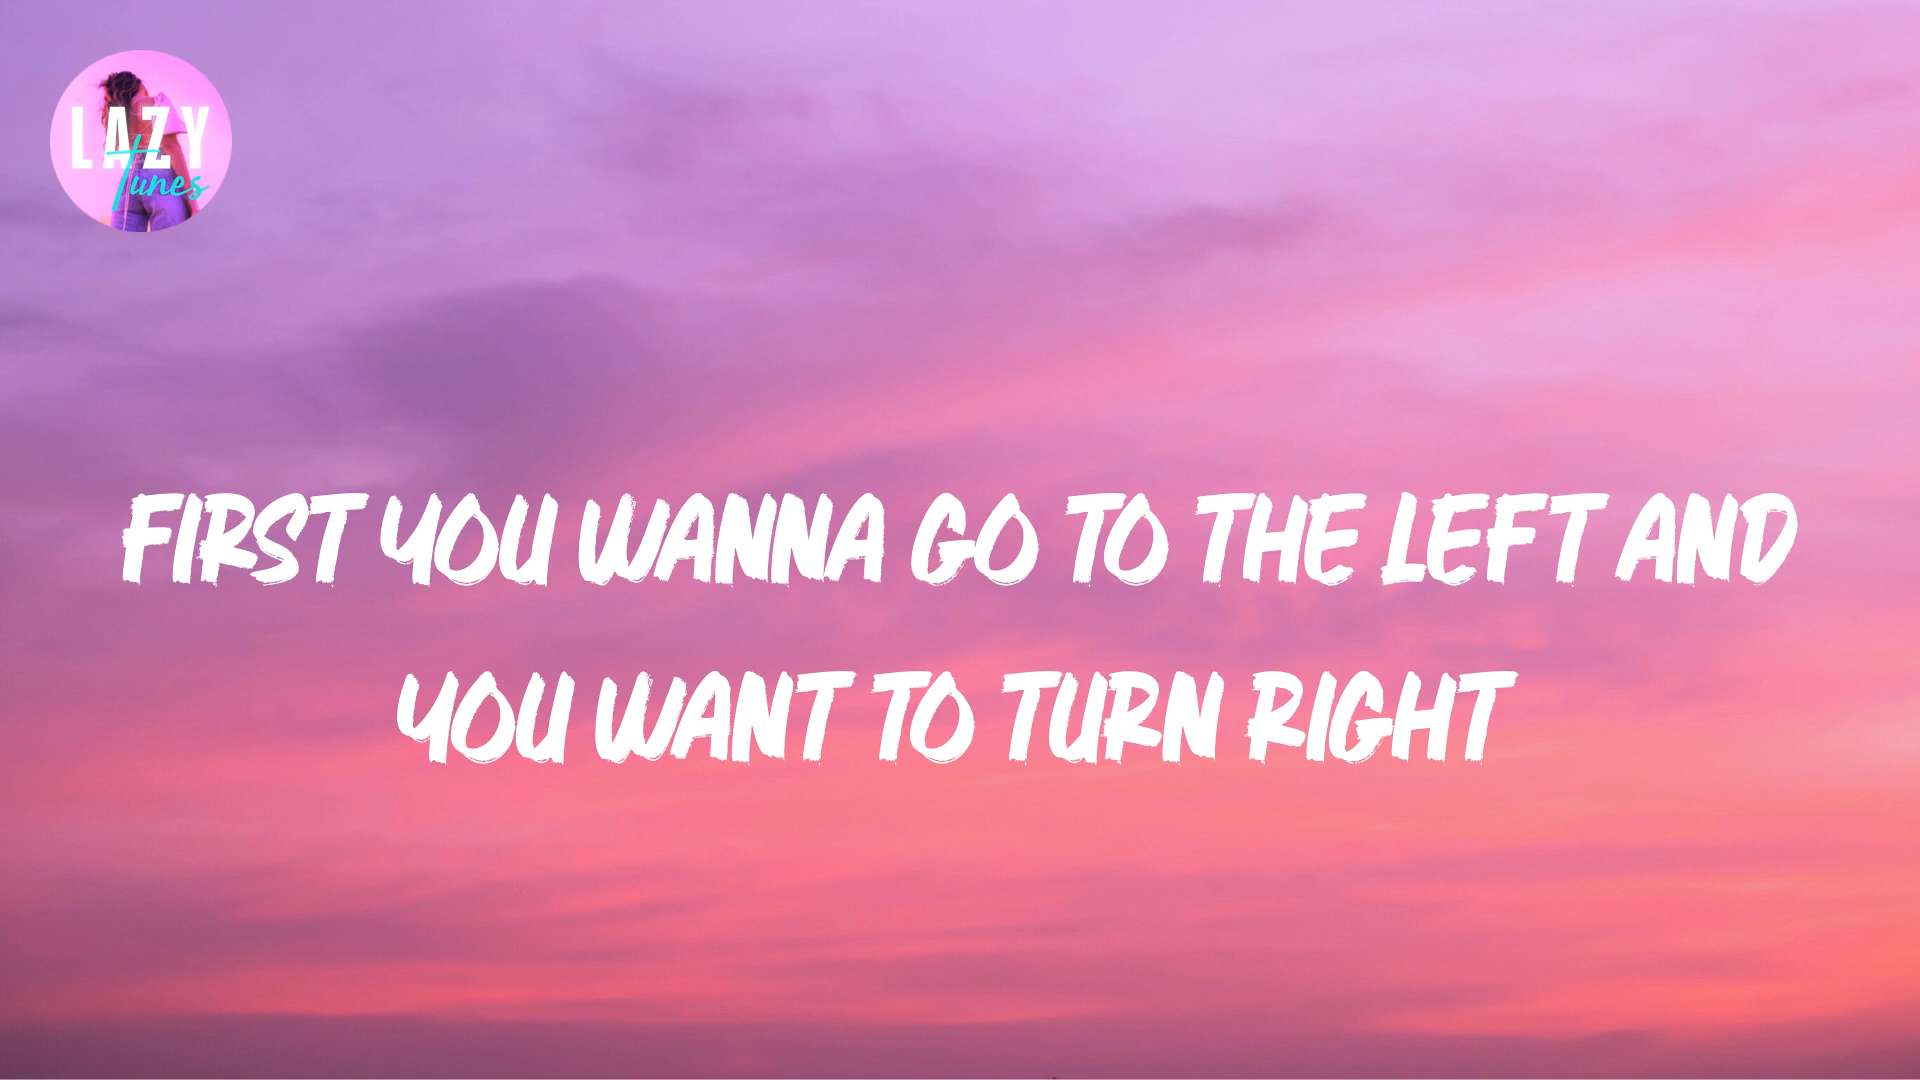 LAZY
Tunes
FIRST YOU WANNA GO TO THE LEFT AND
YOU WANT TO TURN RIGHT